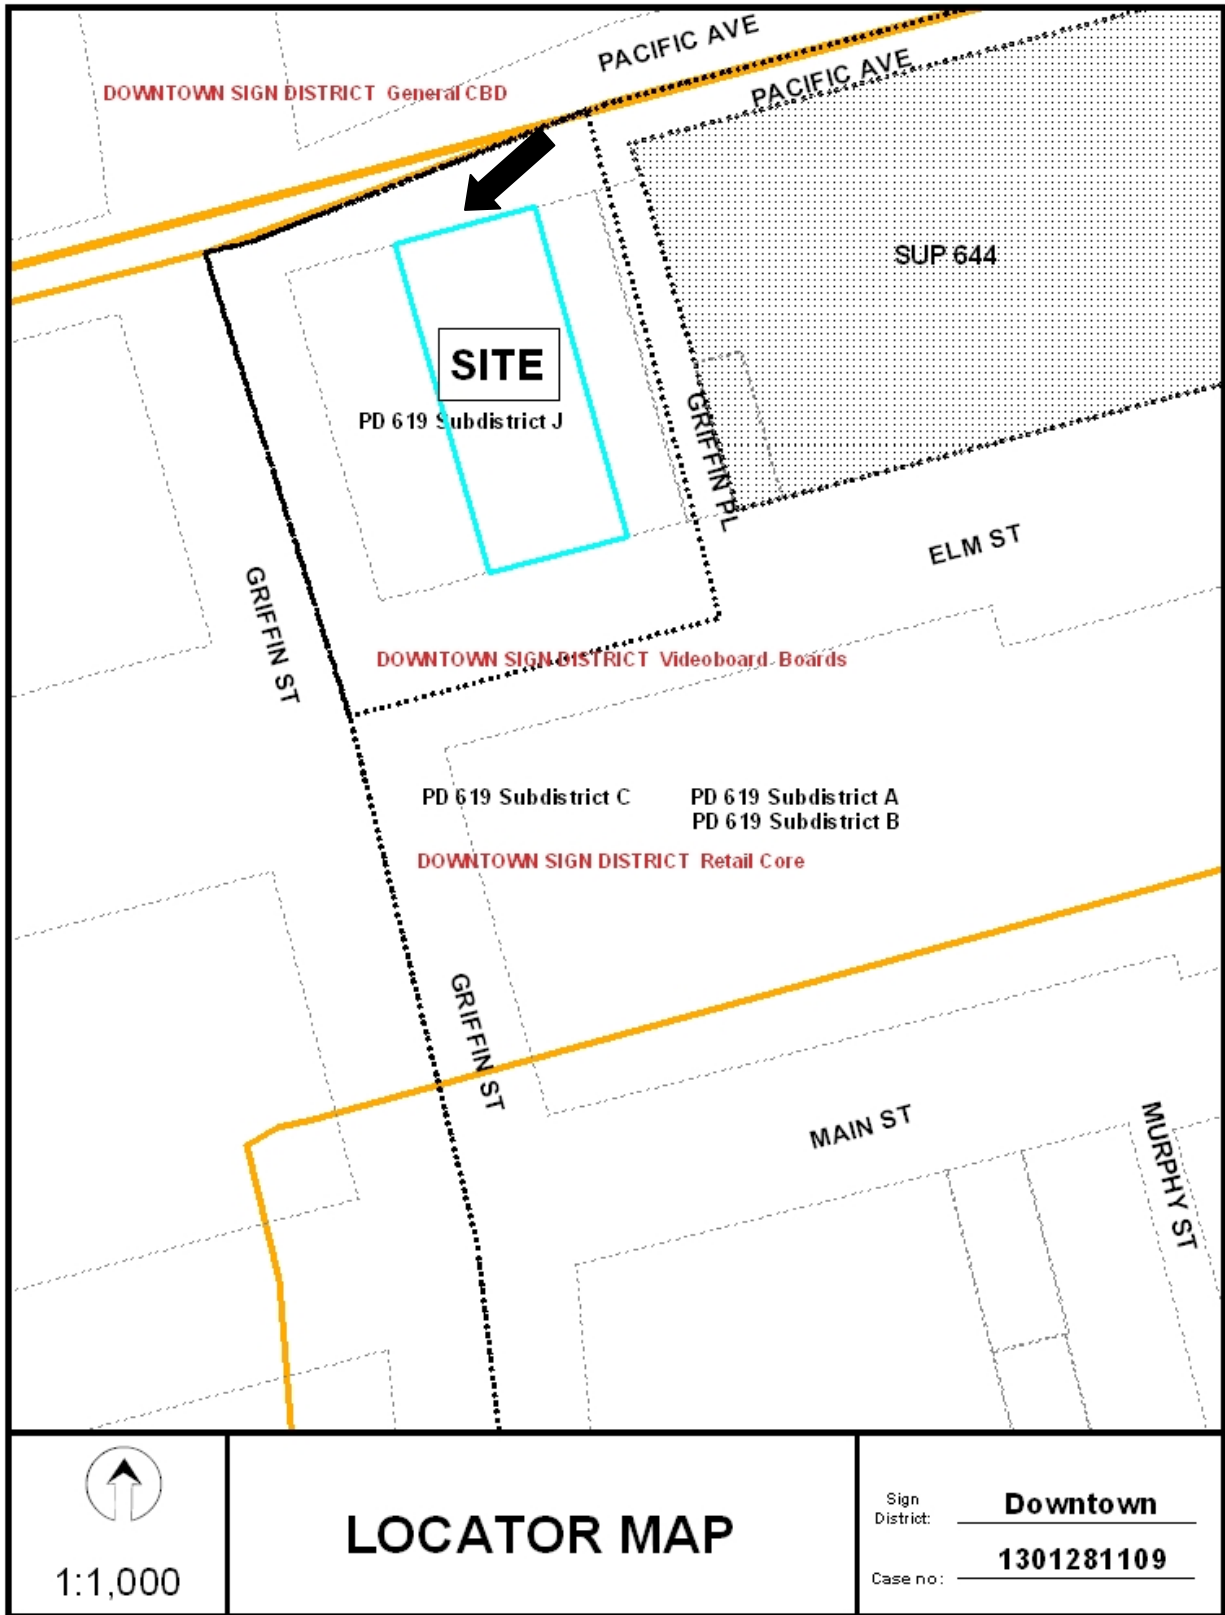 PACIFIC AVE
PACIFIC AVE
DOWNTOWN SIGN DISTRICT General CBD
SUP 644
SITE
PD 619 Subdistrict J
GRIFFIN PL
ELM ST
GRIFFIN ST
DOWNTOWN SIGN DISTRICT Videoboard Boards
PD 619 Subdistrict C
PD 619 Subdistrict A
PD 619 Subdistrict B
DOWNTOWN SIGN DISTRICT Retail Core
GRIFFIN ST
MAIN ST
MURPHY ST
1:1,000
LOCATOR MAP
Sign District: Downtown
Case no: 1301281109